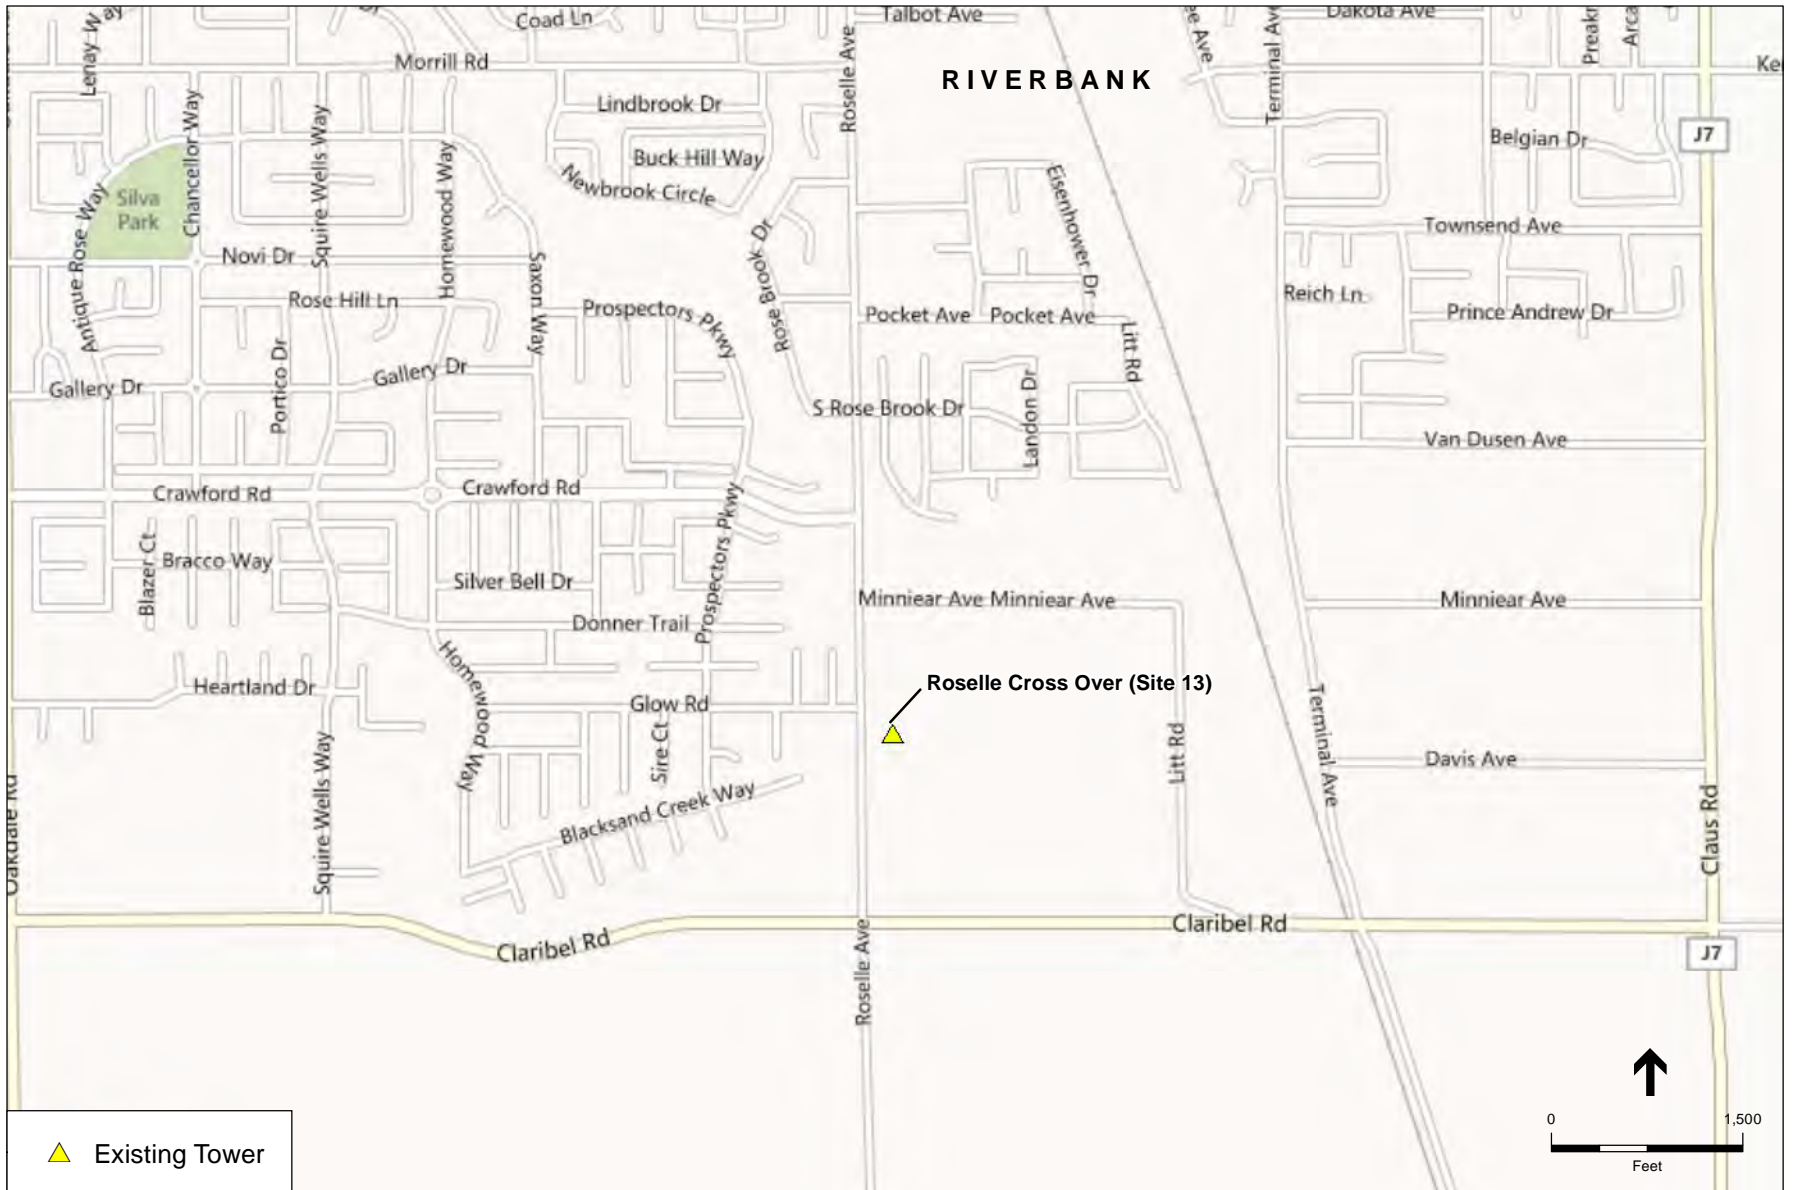 Coad Ln
Talbot Ave
Dakota Ave
Lenay Way
Morrill Rd
Roselle Ave
RIVERBANK
Terminal Ave
Lindbrook Dr
Chancellor Way
Squire Wells Way
Buck Hill Way
Belgian Dr
J7
Newbrook Circle
Silva
Park
Homewood Way
Eisenhower Dr
Antique Rose Way
Townsend Ave
Novi Dr
Saxon Way
Rose Brook Dr
Rose Hill Ln
Prospectors Pkwy
Pocket Ave
Pocket Ave
Reich Ln
Prince Andrew Dr
Litt Rd
Gallery Dr
Portico Dr
Gallery Dr
S Rose Brook Dr
Landon Dr
Van Dusen Ave
Crawford Rd
Crawford Rd
Prospectors Pkwy
Blazer Ct
Bracco Way
Silver Bell Dr
Minniear Ave
Minniear Ave
Minniear Ave
Donner Trail
Homewood Way
Heartland Dr
Glow Rd
Roselle Cross Over (Site 13)
Terminal Ave
Squire Wells Way
Sire Ct
Litt Rd
Davis Ave
Blacksand Creek Way
Oakdale Rd
Claus Rd
Claribel Rd
Claribel Rd
J7
Roselle Ave
0 1,500
Feet
Existing Tower